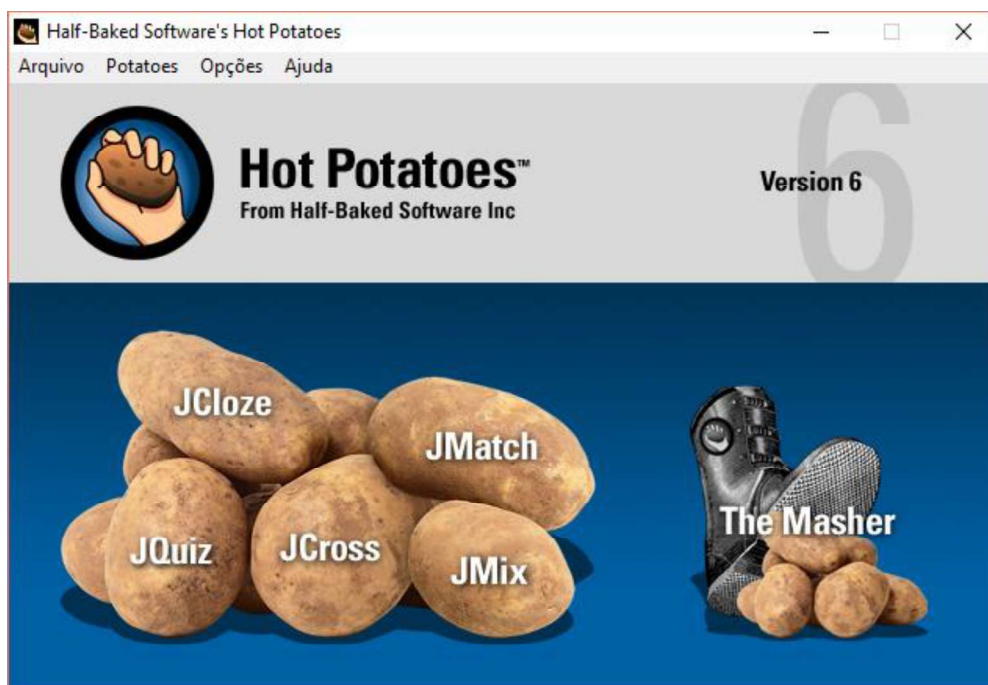 Half-Baked Software's Hot Potatoes
Arquivo Potatoes Opções Ajuda
Hot Potatoes™
From Half-Baked Software Inc
Version 6
6
JCloze
JMatch
JQuiz
JCross
JMix
The Masher